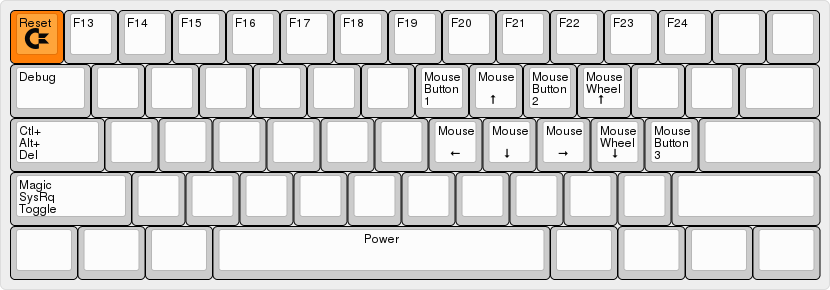 Reset
F13
F14
F15
F16
F17
F18
F19
F20
F21
F22
F23
F24
Debug
Mouse
Button
1
Mouse
↑
Mouse
Button
2
Mouse
Wheel
↑
Ctl+
Alt+
Del
Mouse
←
Mouse
↓
Mouse
→
Mouse
Wheel
↓
Mouse
Button
3
Magic
SysRq
Toggle
Power